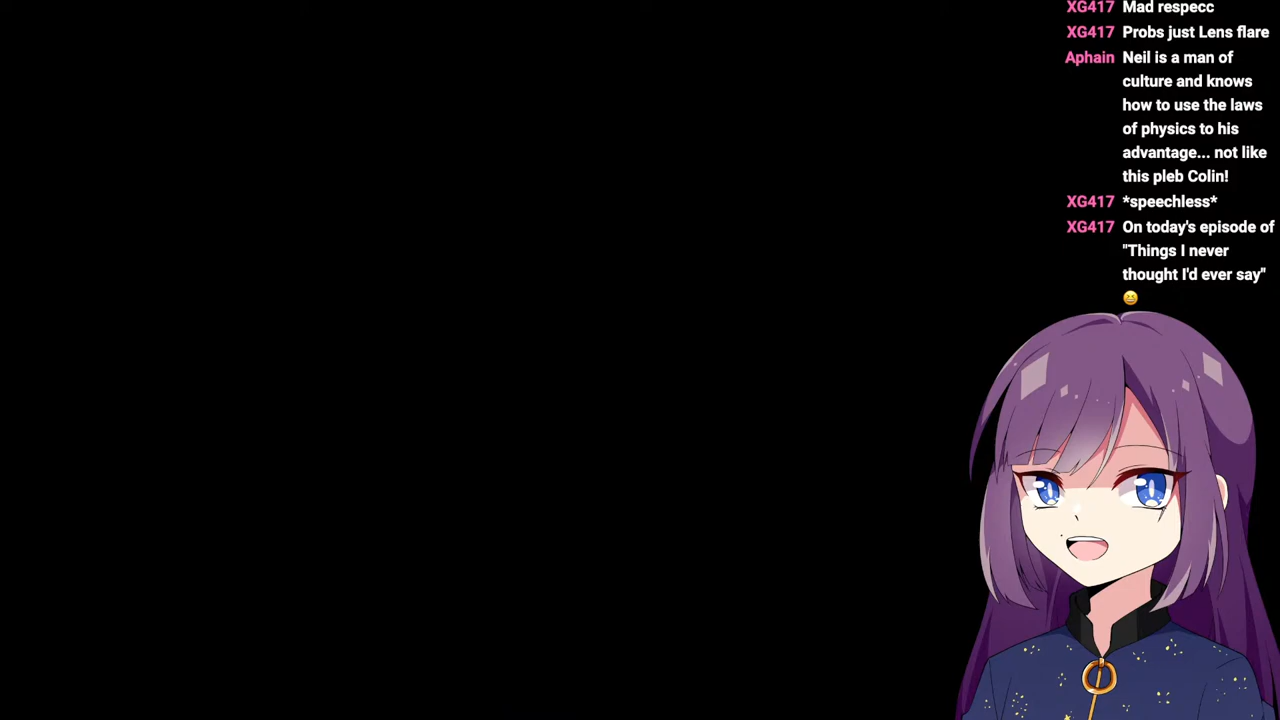 XG417 Mad respecc
XG417 Probs just Lens flare
Aphain Neil is a man of
culture and knows
how to use the laws
of physics to his
advantage... not like
this pleb Colin!
XG417 *speechless*
XG417 On today's episode of
"Things I never
thought I'd ever say"
😆